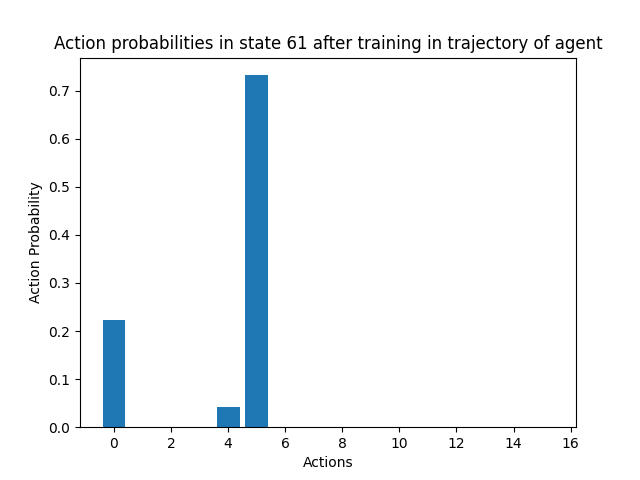 Action probabilities in state 61 after training in trajectory of agent
0.7
0.6
0.5
0.4
0.3
0.2
0.1
0.0
Action Probability
0 2 4 6 8 10 12 14 16
Actions